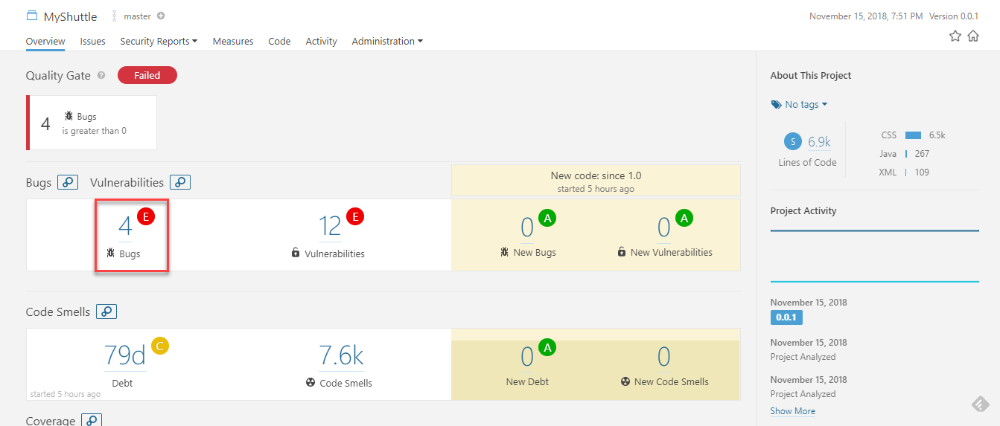 MyShuttle master November 15, 2018, 7:51 PM Version 0.0.1
Overview Issues Security Reports Measures Code Activity Administration
Quality Gate ? Failed
4 Bugs
is greater than 0
Bugs Vulnerabilities
New code: since 1.0
started 5 hours ago
4 E 12 E 0 A 0 A
Bugs Vulnerabilities New Bugs New Vulnerabilities
Code Smells
79d C 7.6k 0 A 0
Debt Code Smells New Debt New Code Smells
started 5 hours ago
Coverage
About This Project
No tags
S 6.9k
Lines of Code
CSS 6.5k
Java 267
XML 109
Project Activity
November 15, 2018
0.0.1
November 15, 2018
Project Analyzed
November 15, 2018
Project Analyzed
Show More